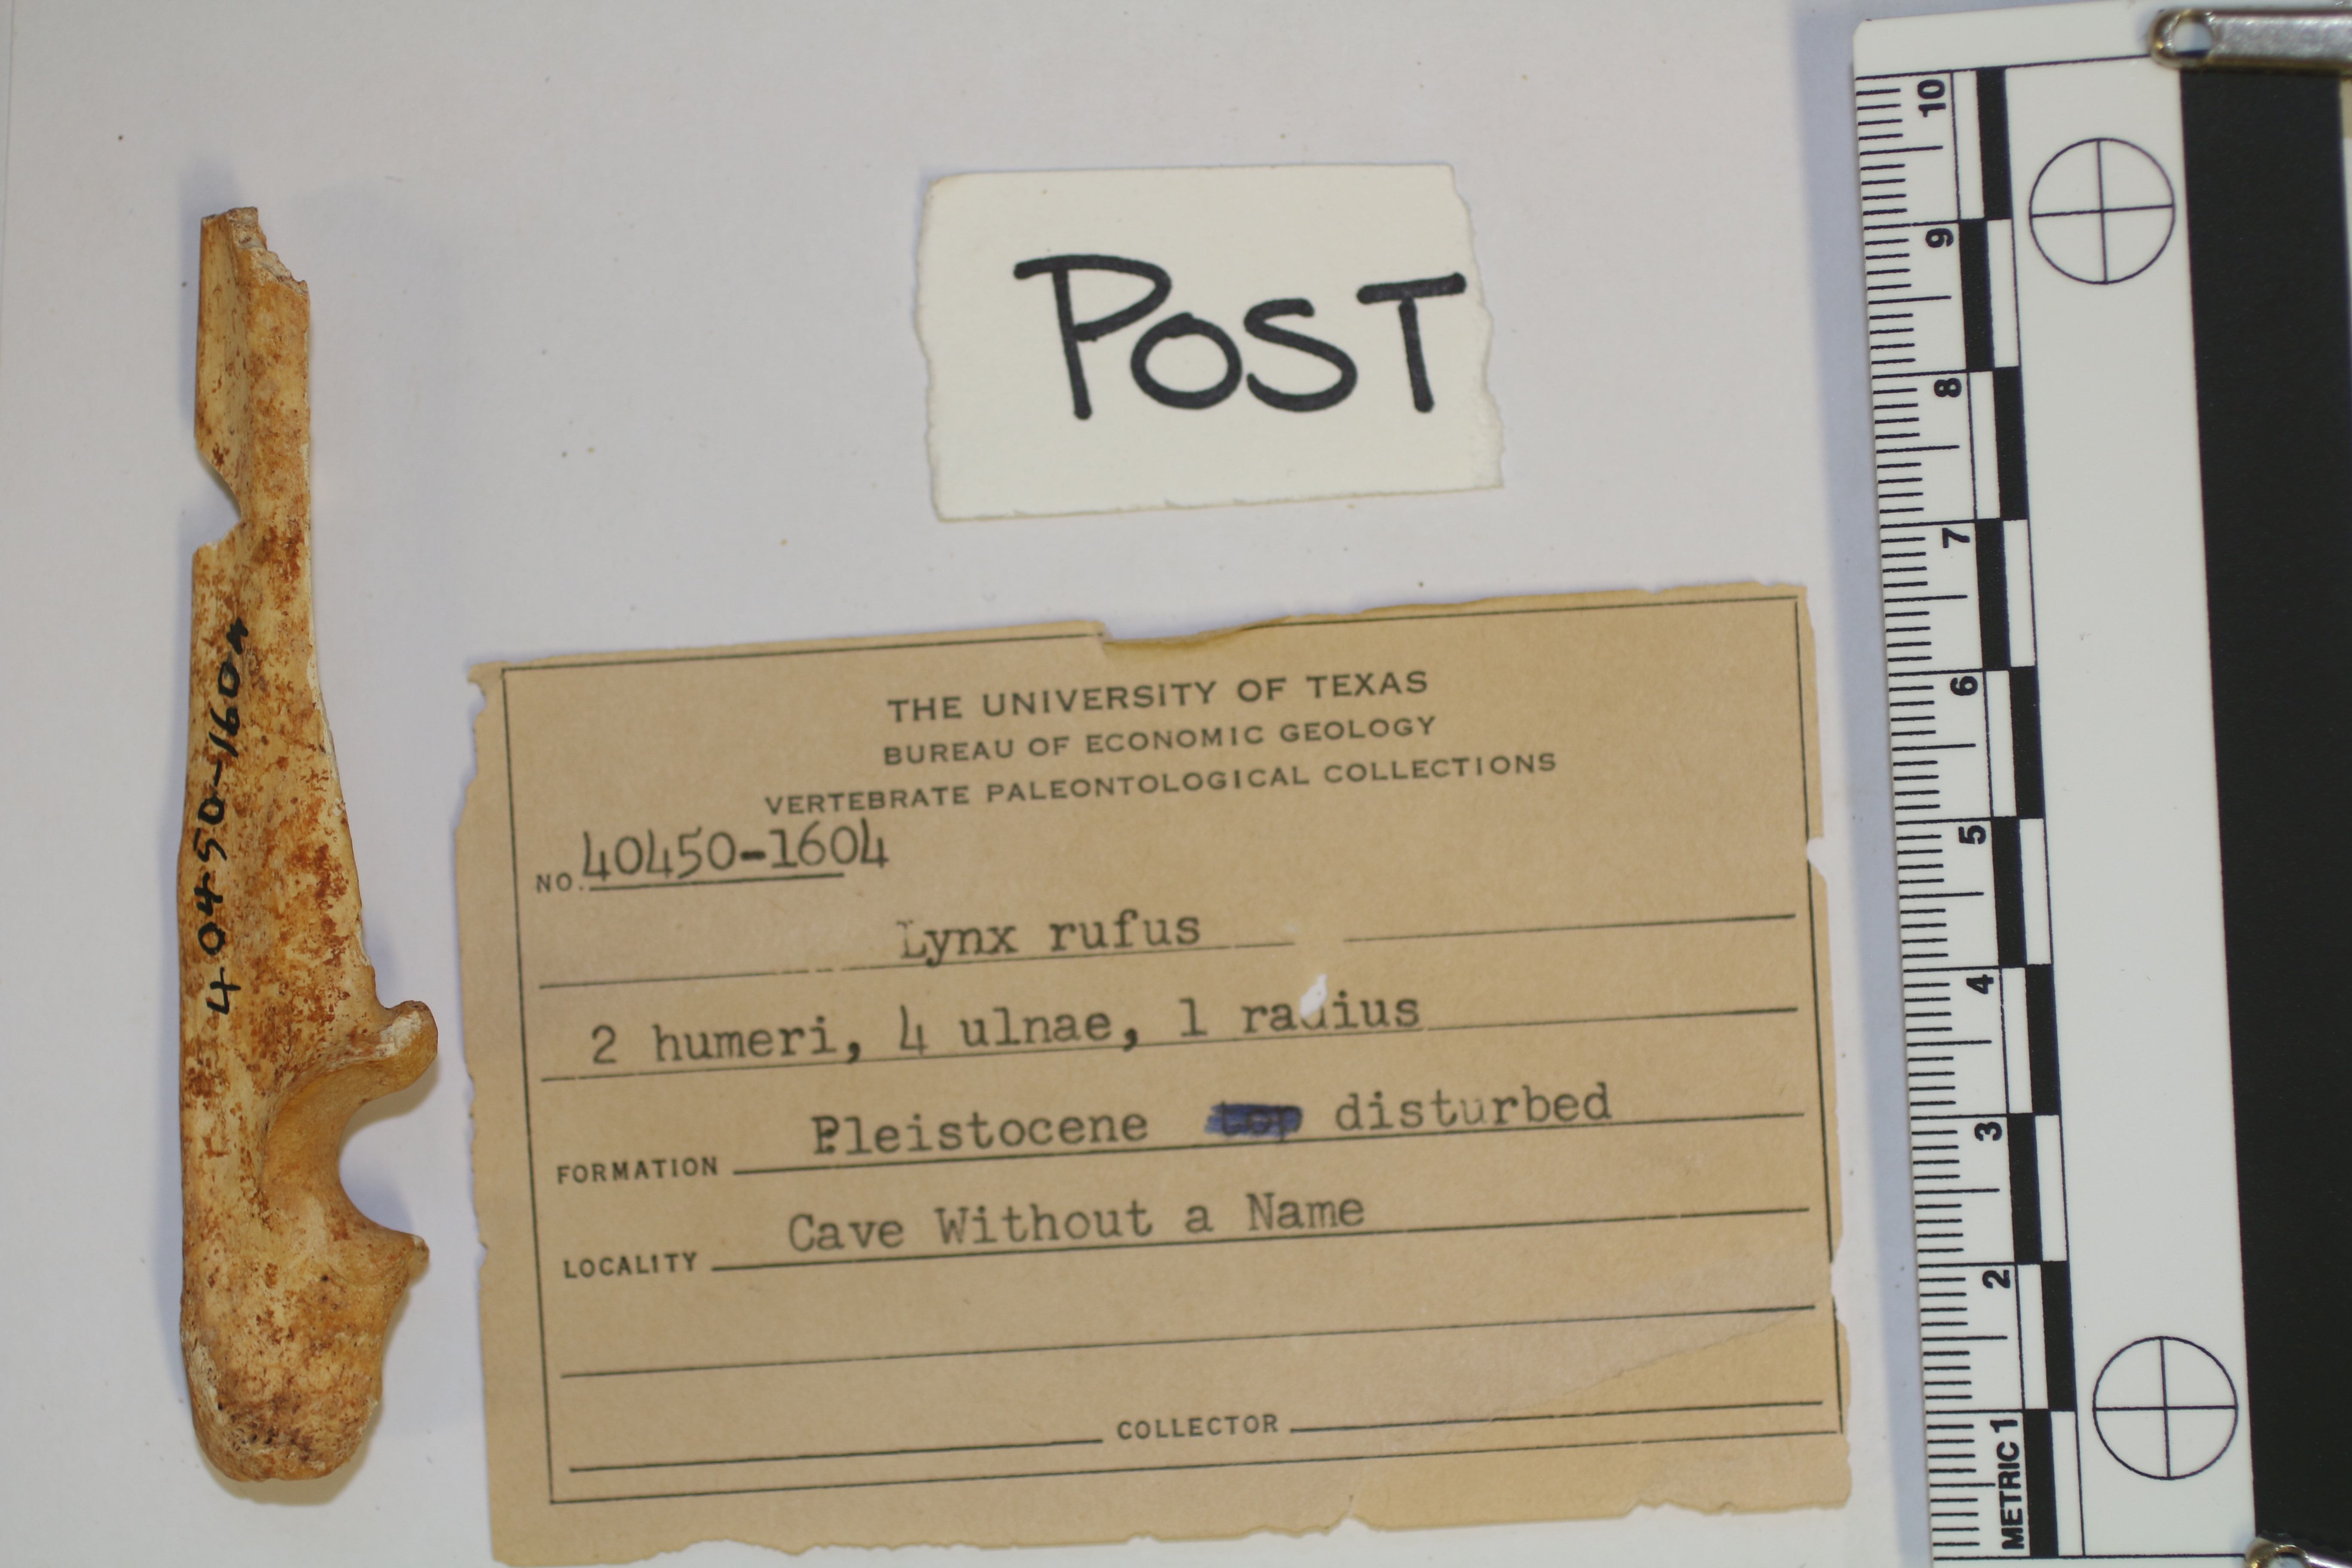 POST
THE UNIVERSITY OF TEXAS
BUREAU OF ECONOMIC GEOLOGY
VERTEBRATE PALEONTOLOGICAL COLLECTIONS
NO. 40450-1604
Lynx rufus
2 humeri, 4 ulnae, 1 radius
FORMATION Pleistocene top disturbed
LOCALITY Cave Without a Name
COLLECTOR
40450-1604
10
9
8
7
6
5
4
3
2
METRIC 1